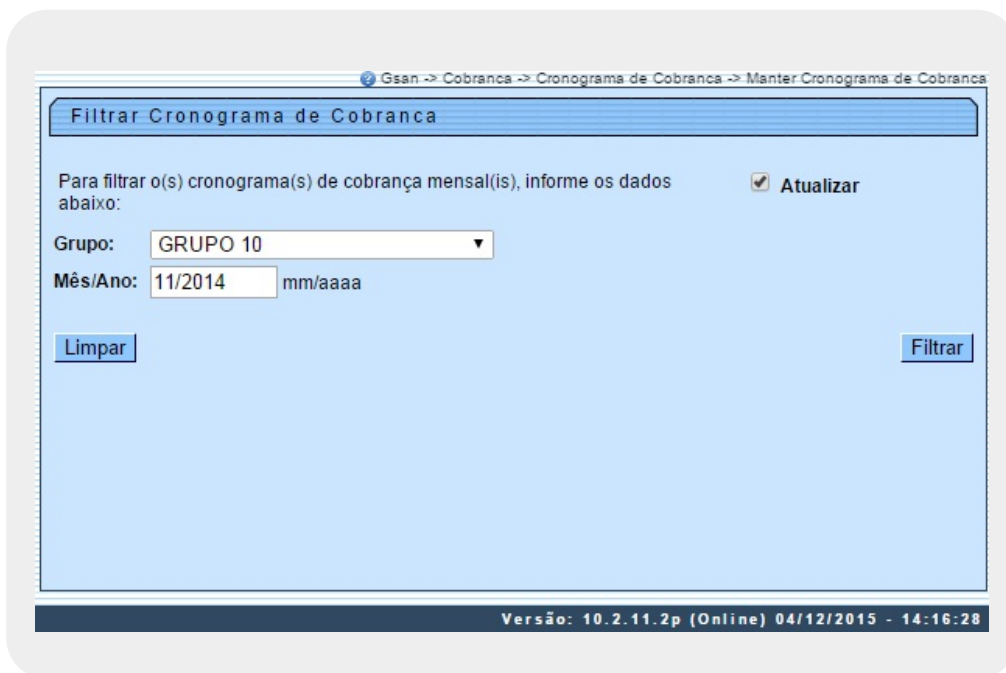 Gsan -> Cobranca -> Cronograma de Cobranca -> Manter Cronograma de Cobranca
Filtrar Cronograma de Cobranca
Para filtrar o(s) cronograma(s) de cobrança mensal(is), informe os dados
abaixo:
Atualizar
Grupo: GRUPO 10
Mês/Ano: 11/2014 mm/aaaa
Limpar Filtrar
Versão: 10.2.11.2p (Online) 04/12/2015 - 14:16:28